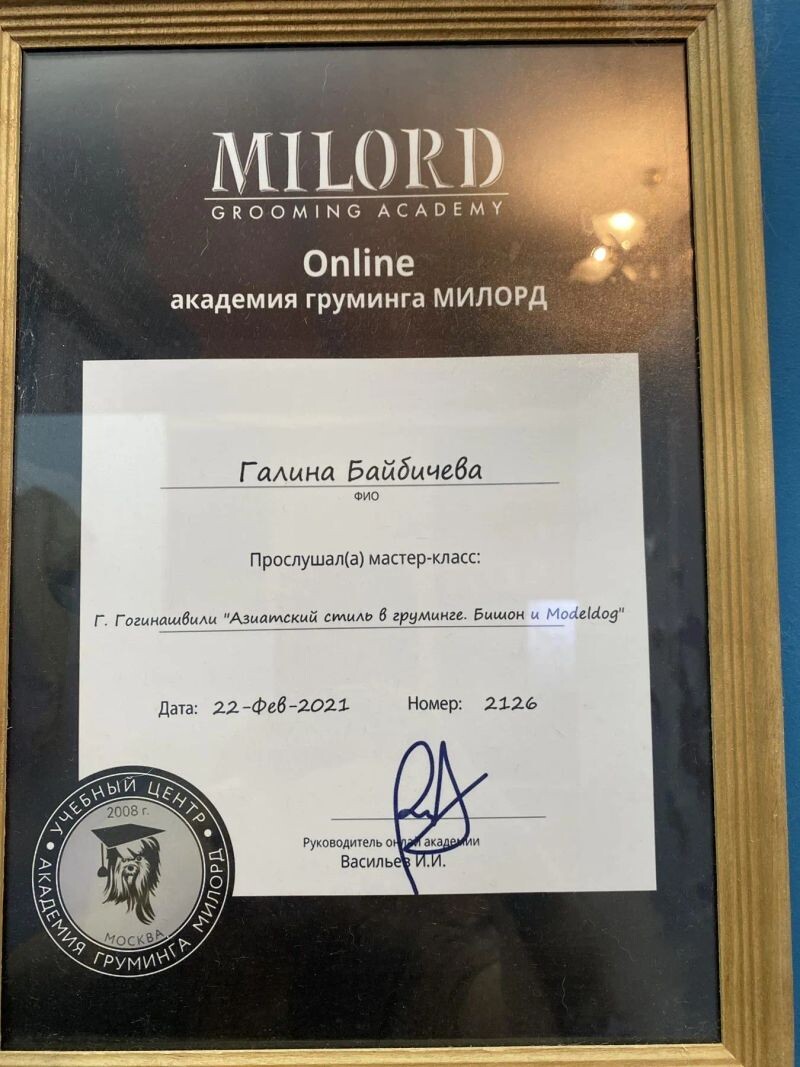 MILORD
GROOMING ACADEMY
Online
академия груминга МИЛОРД
Галина Байбичева
ФИО
Прослушал(а) мастер-класс:
Г. Гогинашвили "Азиатский стиль в груминге. Бишон и Modeldog"
Дата: 22-Фев-2021 Номер: 2126
Руководитель онлай академии
Васильев И.И.
УЧЕБНЫЙ ЦЕНТР
2008 г.
МОСКВА
АКАДЕМИЯ ГРУМИНГА МИЛОРД